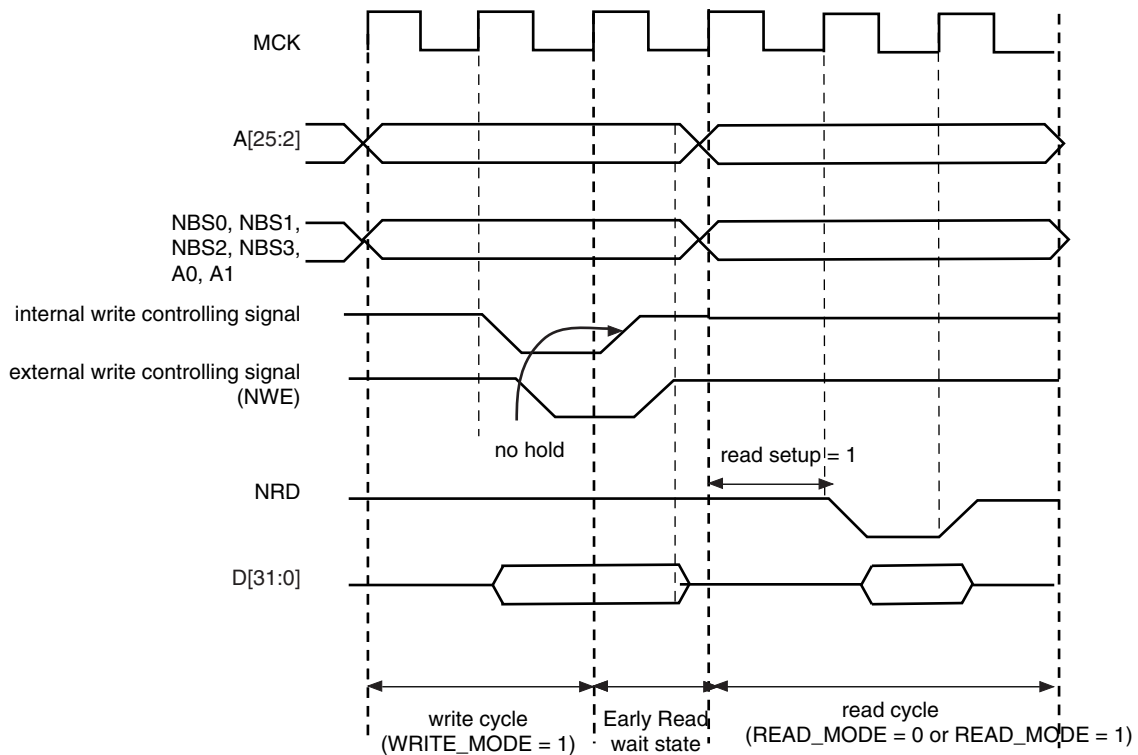 MCK
A[25:2]
NBS0, NBS1,
NBS2, NBS3,
A0, A1
internal write controlling signal
external write controlling signal
(NWE)
no hold
read setup = 1
NRD
D[31:0]
write cycle
(WRITE_MODE = 1)
Early Read
wait state
read cycle
(READ_MODE = 0 or READ_MODE = 1)